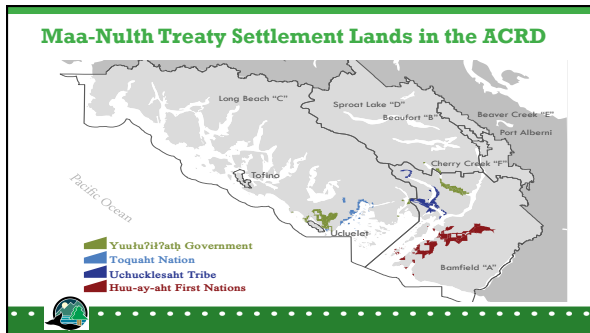 Maa-Nulth Treaty Settlement Lands in the ACRD
Long Beach "C"
Sproat Lake "D"
Beaufort "B"
Beaver Creek "E"
Port Alberni
Cherry Creek "F"
Tofino
Pacific Ocean
Ucluelet
Bamfield "A"
Yuułuʔiłʔatḥ Government
Toquaht Nation
Uchucklesaht Tribe
Huu-ay-aht First Nations